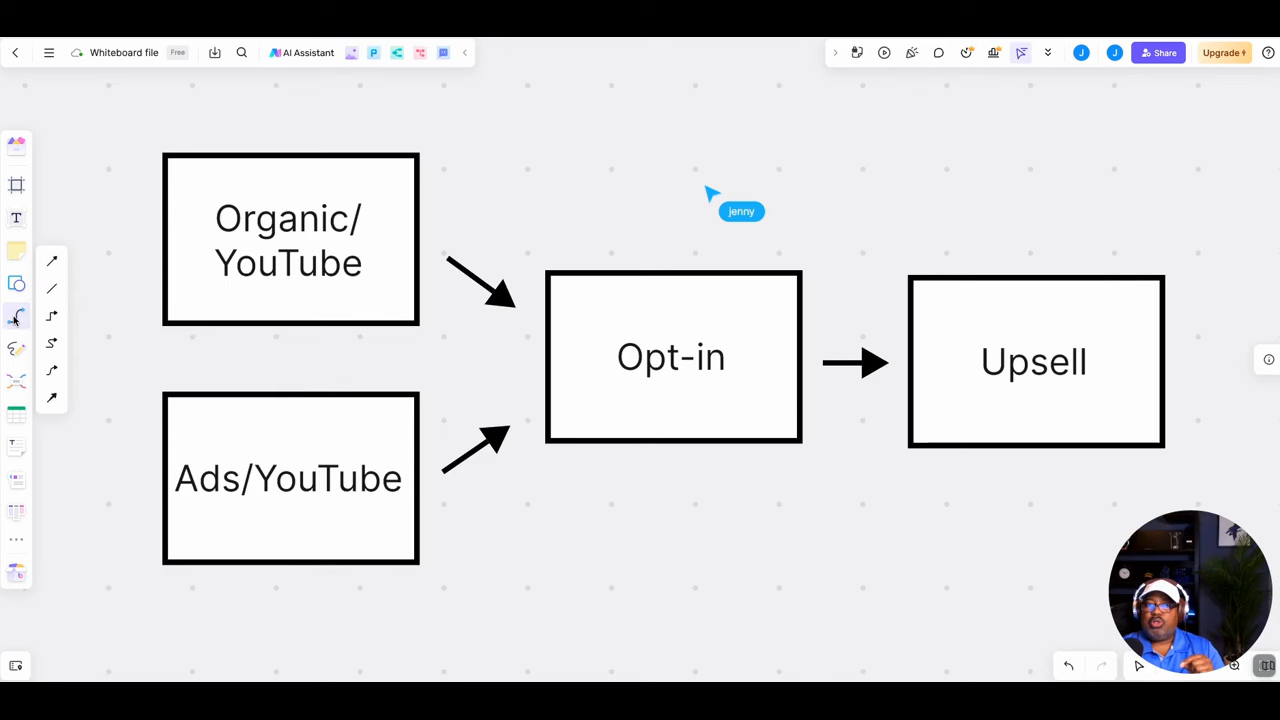 Whiteboard file
Free
AI Assistant
J
J
Share
Upgrade
jenny
Organic/
YouTube
Opt-in
Upsell
Ads/YouTube